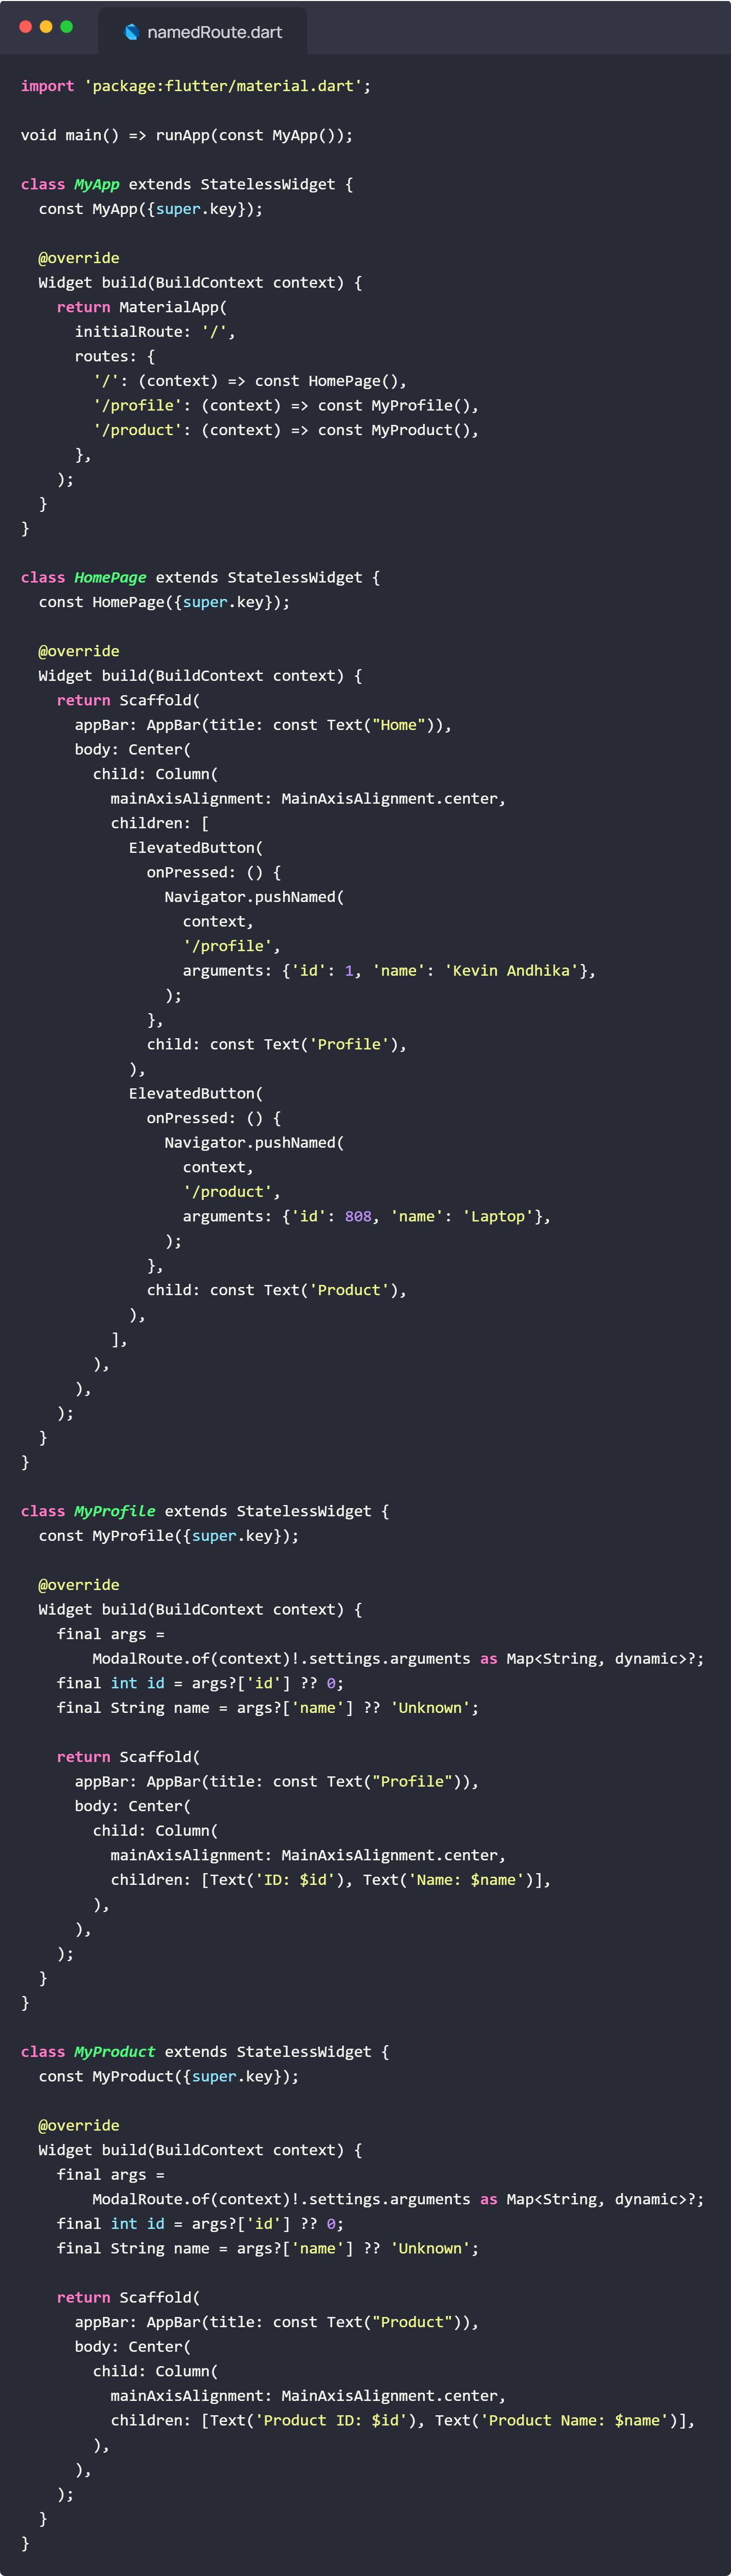 namedRoute.dart
import 'package:flutter/material.dart';

void main() => runApp(const MyApp());

class MyApp extends StatelessWidget {
  const MyApp({super.key});

  @override
  Widget build(BuildContext context) {
    return MaterialApp(
      initialRoute: '/',
      routes: {
        '/': (context) => const HomePage(),
        '/profile': (context) => const MyProfile(),
        '/product': (context) => const MyProduct(),
      },
    );
  }
}

class HomePage extends StatelessWidget {
  const HomePage({super.key});

  @override
  Widget build(BuildContext context) {
    return Scaffold(
      appBar: AppBar(title: const Text("Home")),
      body: Center(
        child: Column(
          mainAxisAlignment: MainAxisAlignment.center,
          children: [
            ElevatedButton(
              onPressed: () {
                Navigator.pushNamed(
                  context,
                  '/profile',
                  arguments: {'id': 1, 'name': 'Kevin Andhika'},
                );
              },
              child: const Text('Profile'),
            ),
            ElevatedButton(
              onPressed: () {
                Navigator.pushNamed(
                  context,
                  '/product',
                  arguments: {'id': 808, 'name': 'Laptop'},
                );
              },
              child: const Text('Product'),
            ),
          ],
        ),
      ),
    );
  }
}

class MyProfile extends StatelessWidget {
  const MyProfile({super.key});

  @override
  Widget build(BuildContext context) {
    final args =
        ModalRoute.of(context)!.settings.arguments as Map<String, dynamic>?;
    final int id = args?['id'] ?? 0;
    final String name = args?['name'] ?? 'Unknown';

    return Scaffold(
      appBar: AppBar(title: const Text("Profile")),
      body: Center(
        child: Column(
          mainAxisAlignment: MainAxisAlignment.center,
          children: [Text('ID: $id'), Text('Name: $name')],
        ),
      ),
    );
  }
}

class MyProduct extends StatelessWidget {
  const MyProduct({super.key});

  @override
  Widget build(BuildContext context) {
    final args =
        ModalRoute.of(context)!.settings.arguments as Map<String, dynamic>?;
    final int id = args?['id'] ?? 0;
    final String name = args?['name'] ?? 'Unknown';

    return Scaffold(
      appBar: AppBar(title: const Text("Product")),
      body: Center(
        child: Column(
          mainAxisAlignment: MainAxisAlignment.center,
          children: [Text('Product ID: $id'), Text('Product Name: $name')],
        ),
      ),
    );
  }
}